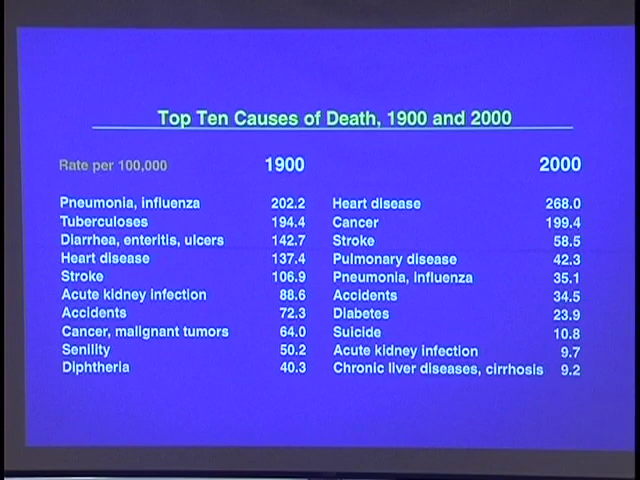 Top Ten Causes of Death, 1900 and 2000
Rate per 100,000 1900 2000
Pneumonia, influenza 202.2 Heart disease 268.0
Tuberculoses 194.4 Cancer 199.4
Diarrhea, enteritis, ulcers 142.7 Stroke 58.5
Heart disease 137.4 Pulmonary disease 42.3
Stroke 106.9 Pneumonia, influenza 35.1
Acute kidney infection 88.6 Accidents 34.5
Accidents 72.3 Diabetes 23.9
Cancer, malignant tumors 64.0 Suicide 10.8
Senility 50.2 Acute kidney infection 9.7
Diphtheria 40.3 Chronic liver diseases, cirrhosis 9.2